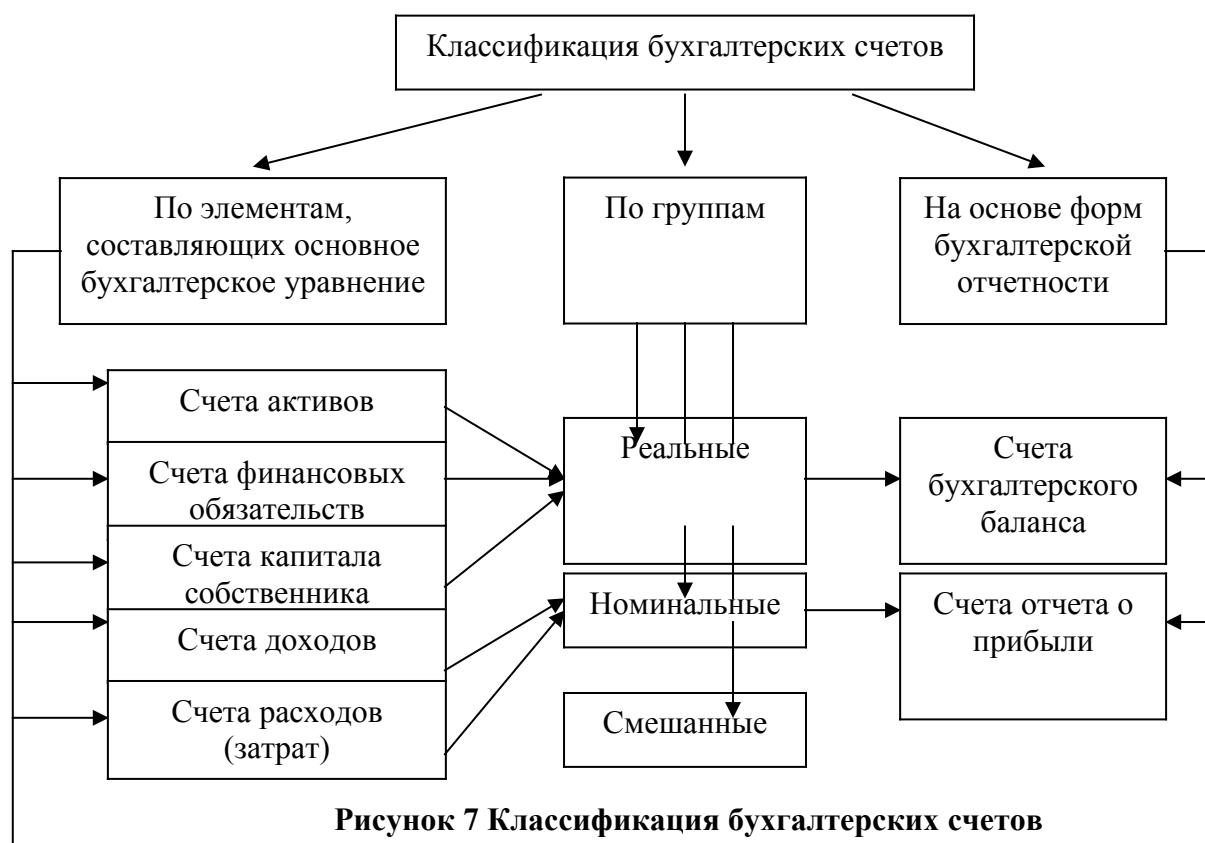 Классификация бухгалтерских счетов
По элементам,
составляющих основное
бухгалтерское уравнение
По группам
На основе форм
бухгалтерской
отчетности
Счета активов
Счета финансовых
обязательств
Счета капитала
собственника
Счета доходов
Счета расходов
(затрат)
Реальные
Номинальные
Смешанные
Счета
бухгалтерского
баланса
Счета отчета о
прибыли
Рисунок 7 Классификация бухгалтерских счетов